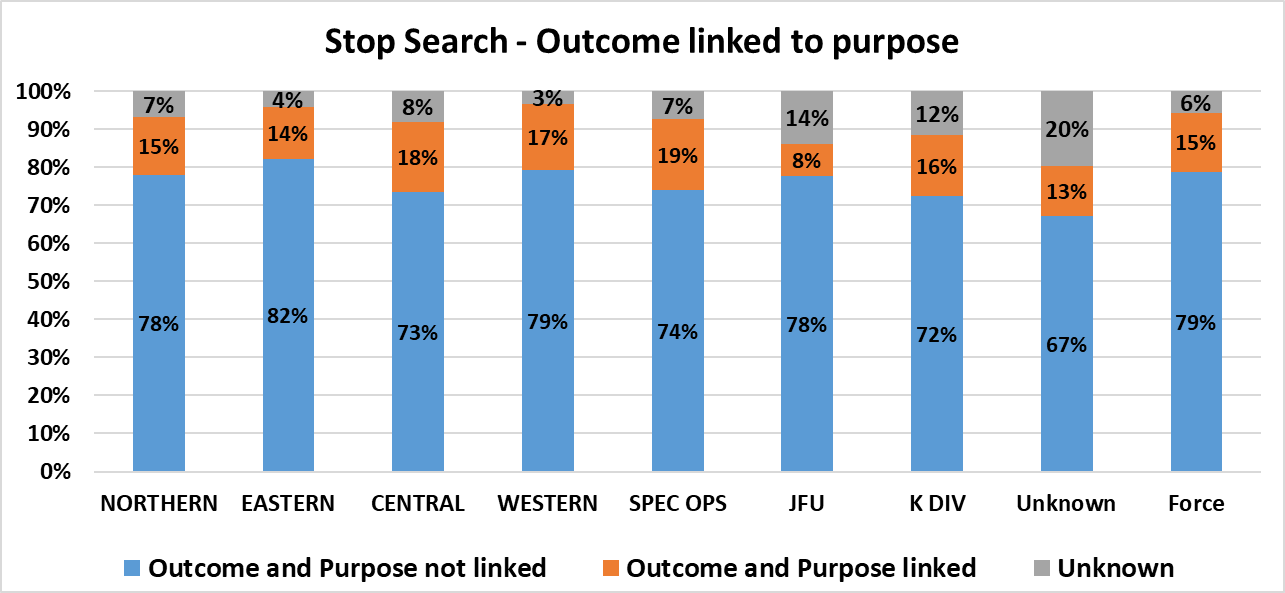 Stop Search - Outcome linked to purpose
100%
90%
80%
70%
60%
50%
40%
30%
20%
10%
0%
7% 4% 8% 3% 7% 14% 12% 20% 6%
15% 14% 18% 17% 19% 8% 16% 13% 15%
78% 82% 73% 79% 74% 78% 72% 67% 79%
NORTHERN EASTERN CENTRAL WESTERN SPEC OPS JFU K DIV Unknown Force
Outcome and Purpose not linked Outcome and Purpose linked Unknown